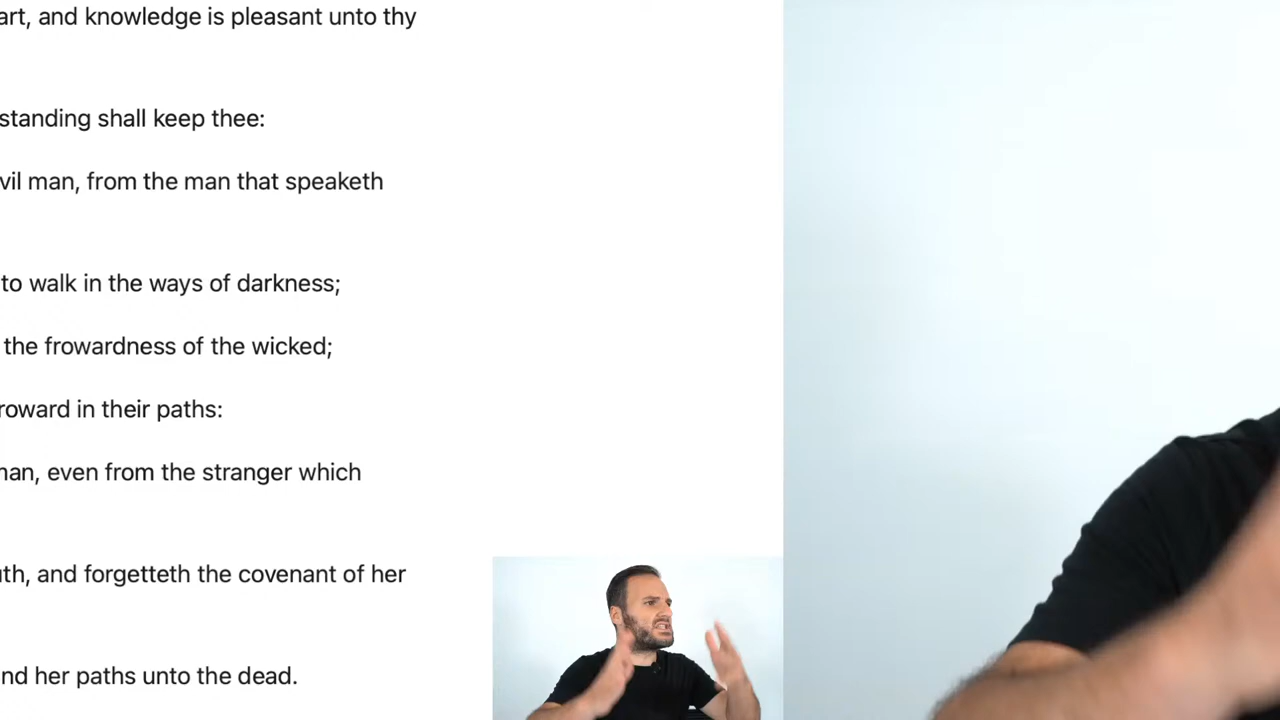 art, and knowledge is pleasant unto thy
standing shall keep thee:
vil man, from the man that speaketh
to walk in the ways of darkness;
the frowardness of the wicked;
roward in their paths:
man, even from the stranger which
uth, and forgetteth the covenant of her
nd her paths unto the dead.